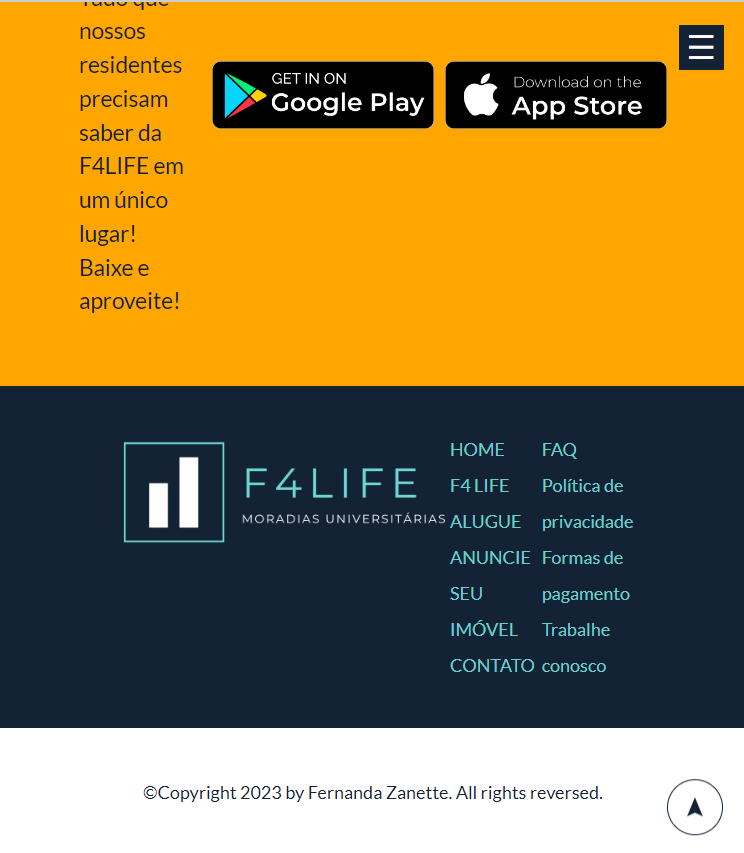 Tudo que
nossos
residentes
precisam
saber da
F4LIFE em
um único
lugar!
Baixe e
aproveite!
GET IN ON
Google Play
Download on the
App Store
F4LIFE
MORADIAS UNIVERSITÁRIAS
HOME
F4 LIFE
ALUGUE
ANUNCIE
SEU
IMÓVEL
CONTATO
FAQ
Política de
privacidade
Formas de
pagamento
Trabalhe
conosco
©Copyright 2023 by Fernanda Zanette. All rights reversed.